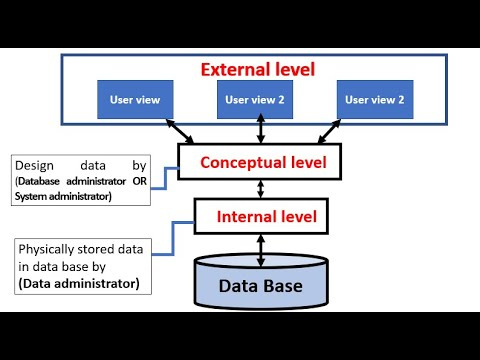 External level
User view
User view 2
User view 2
Conceptual level
Design data by
(Database administrator OR
System administrator)
Internal level
Physically stored data
in data base by
(Data administrator)
Data Base